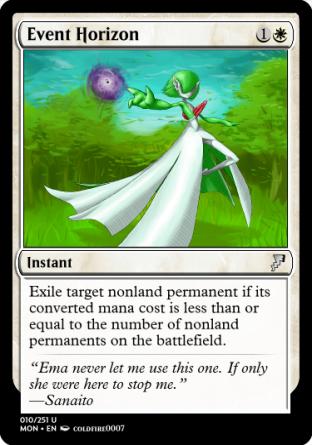 Event Horizon 1
Instant
Exile target nonland permanent if its
converted mana cost is less than or
equal to the number of nonland
permanents on the battlefield.
“Ema never let me use this one. If only
she were here to stop me.”
—Sanaito
010/251 U
MON • EN COLDFIRE0007